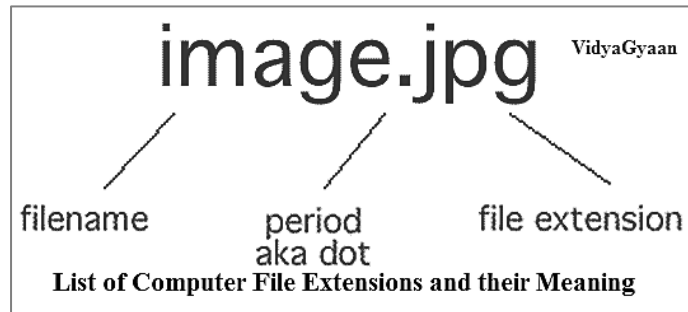 image.jpg
VidyaGyaan
filename
period
aka dot
file extension
List of Computer File Extensions and their Meaning